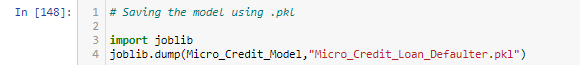 In [148]:
1 # Saving the model using .pkl
2
3 import joblib
4 joblib.dump(Micro_Credit_Model,"Micro_Credit_Loan_Defaulter.pkl")